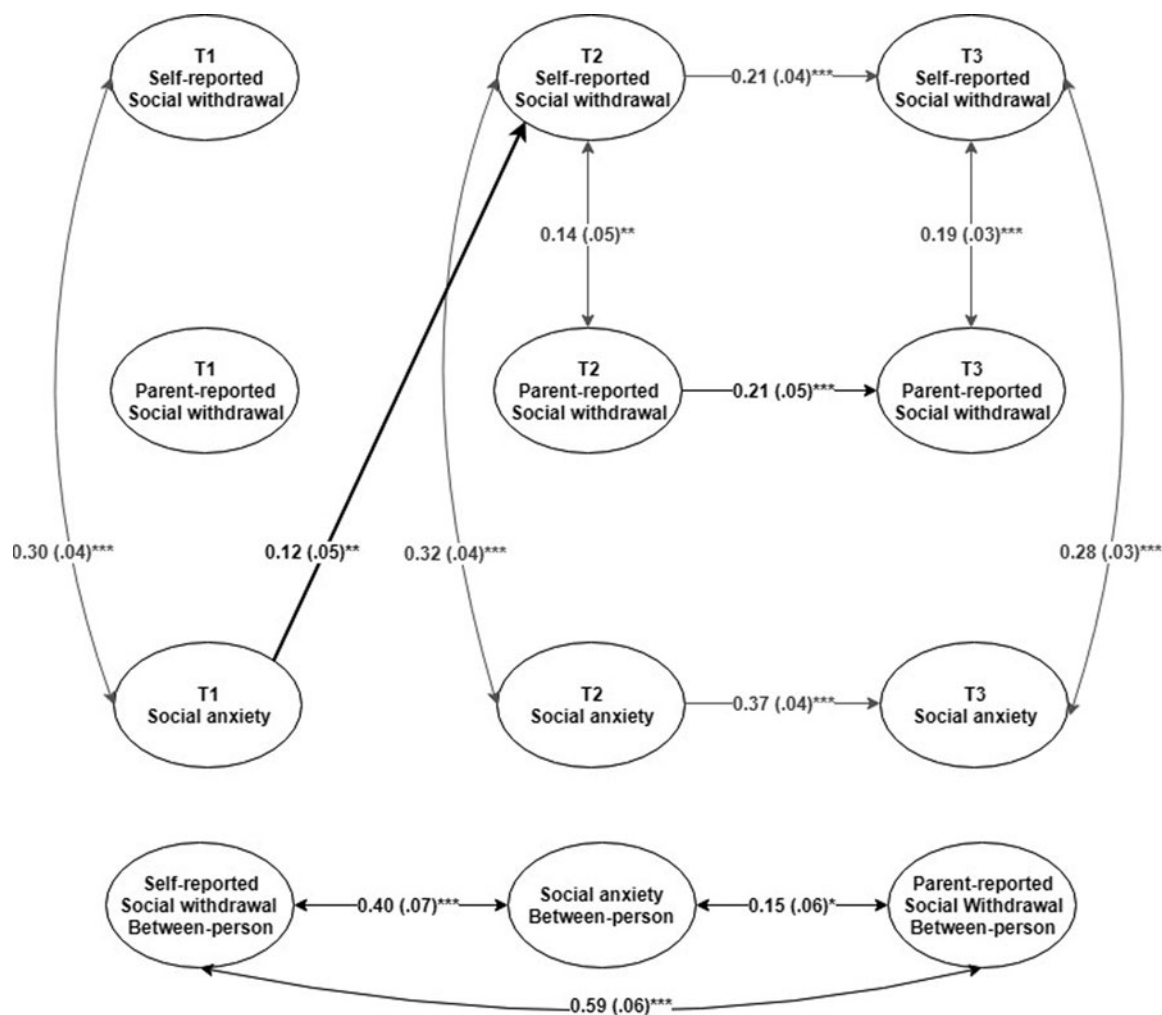 T1
Self-reported
Social withdrawal
T2
Self-reported
Social withdrawal
0.21 (.04)***
T3
Self-reported
Social withdrawal
0.14 (.05)**
0.19 (.03)***
T1
Parent-reported
Social withdrawal
T2
Parent-reported
Social withdrawal
0.21 (.05)***
T3
Parent-reported
Social withdrawal
0.30 (.04)***
0.12 (.05)**
0.32 (.04)***
0.28 (.03)***
T1
Social anxiety
T2
Social anxiety
0.37 (.04)***
T3
Social anxiety
Self-reported
Social withdrawal
Between-person
0.40 (.07)***
Social anxiety
Between-person
0.15 (.06)*
Parent-reported
Social Withdrawal
Between-person
0.59 (.06)***